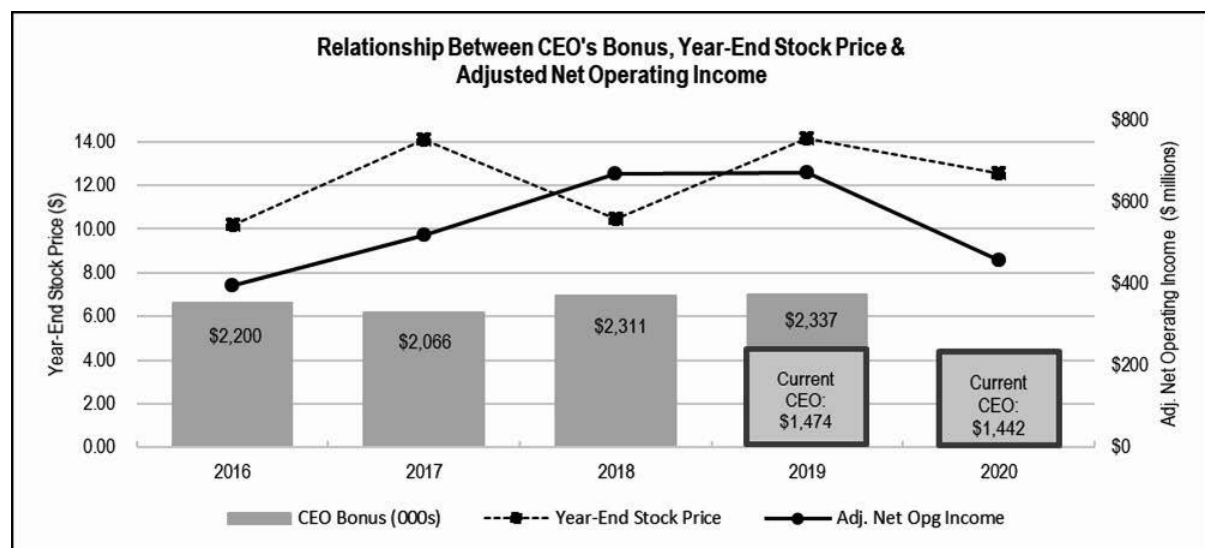 Relationship Between CEO's Bonus, Year-End Stock Price &
Adjusted Net Operating Income
Year-End Stock Price ($)
14.00
12.00
10.00
8.00
6.00
4.00
2.00
0.00
$2,200
$2,066
$2,311
$2,337
Current
CEO:
$1,474
Current
CEO:
$1,442
$800
$600
$400
$200
$0
Adj. Net Operating Income ($ millions)
2016
2017
2018
2019
2020
CEO Bonus (000s)
Year-End Stock Price
Adj. Net Opg Income